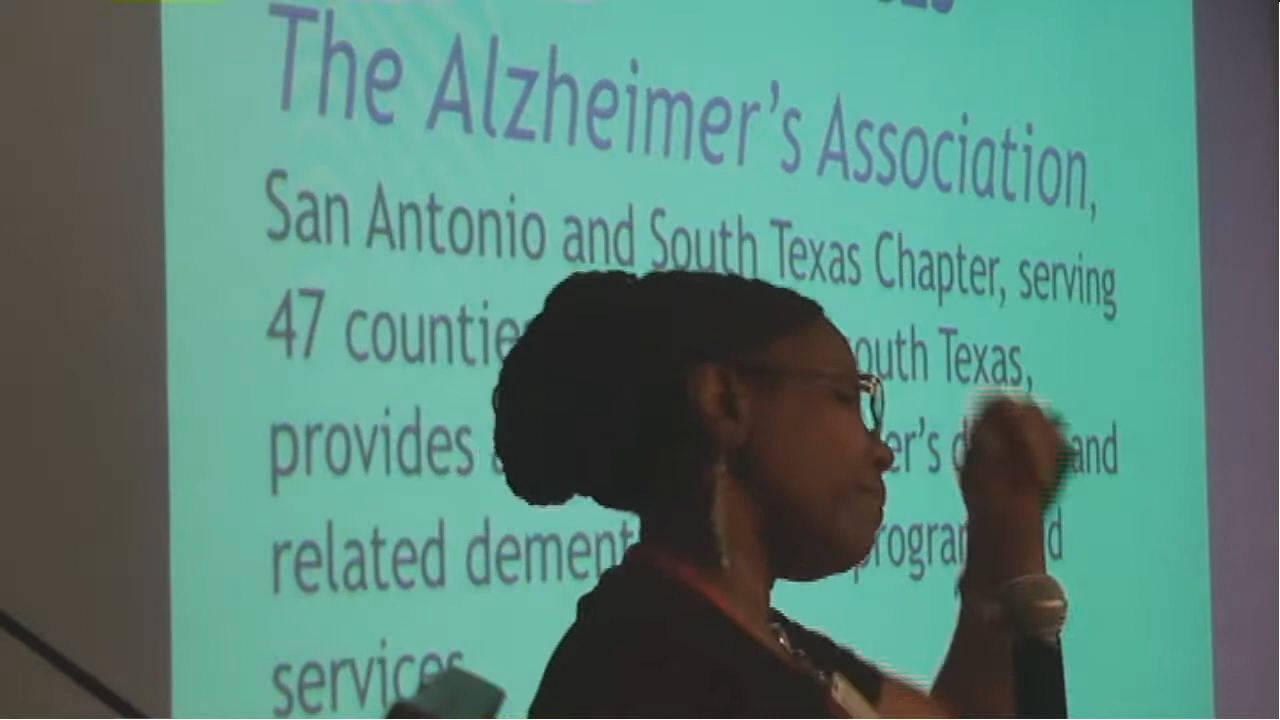 The Alzheimer's Association,
San Antonio and South Texas Chapter, serving
47 counties outh Texas,
provides er's and
related dement program d
services